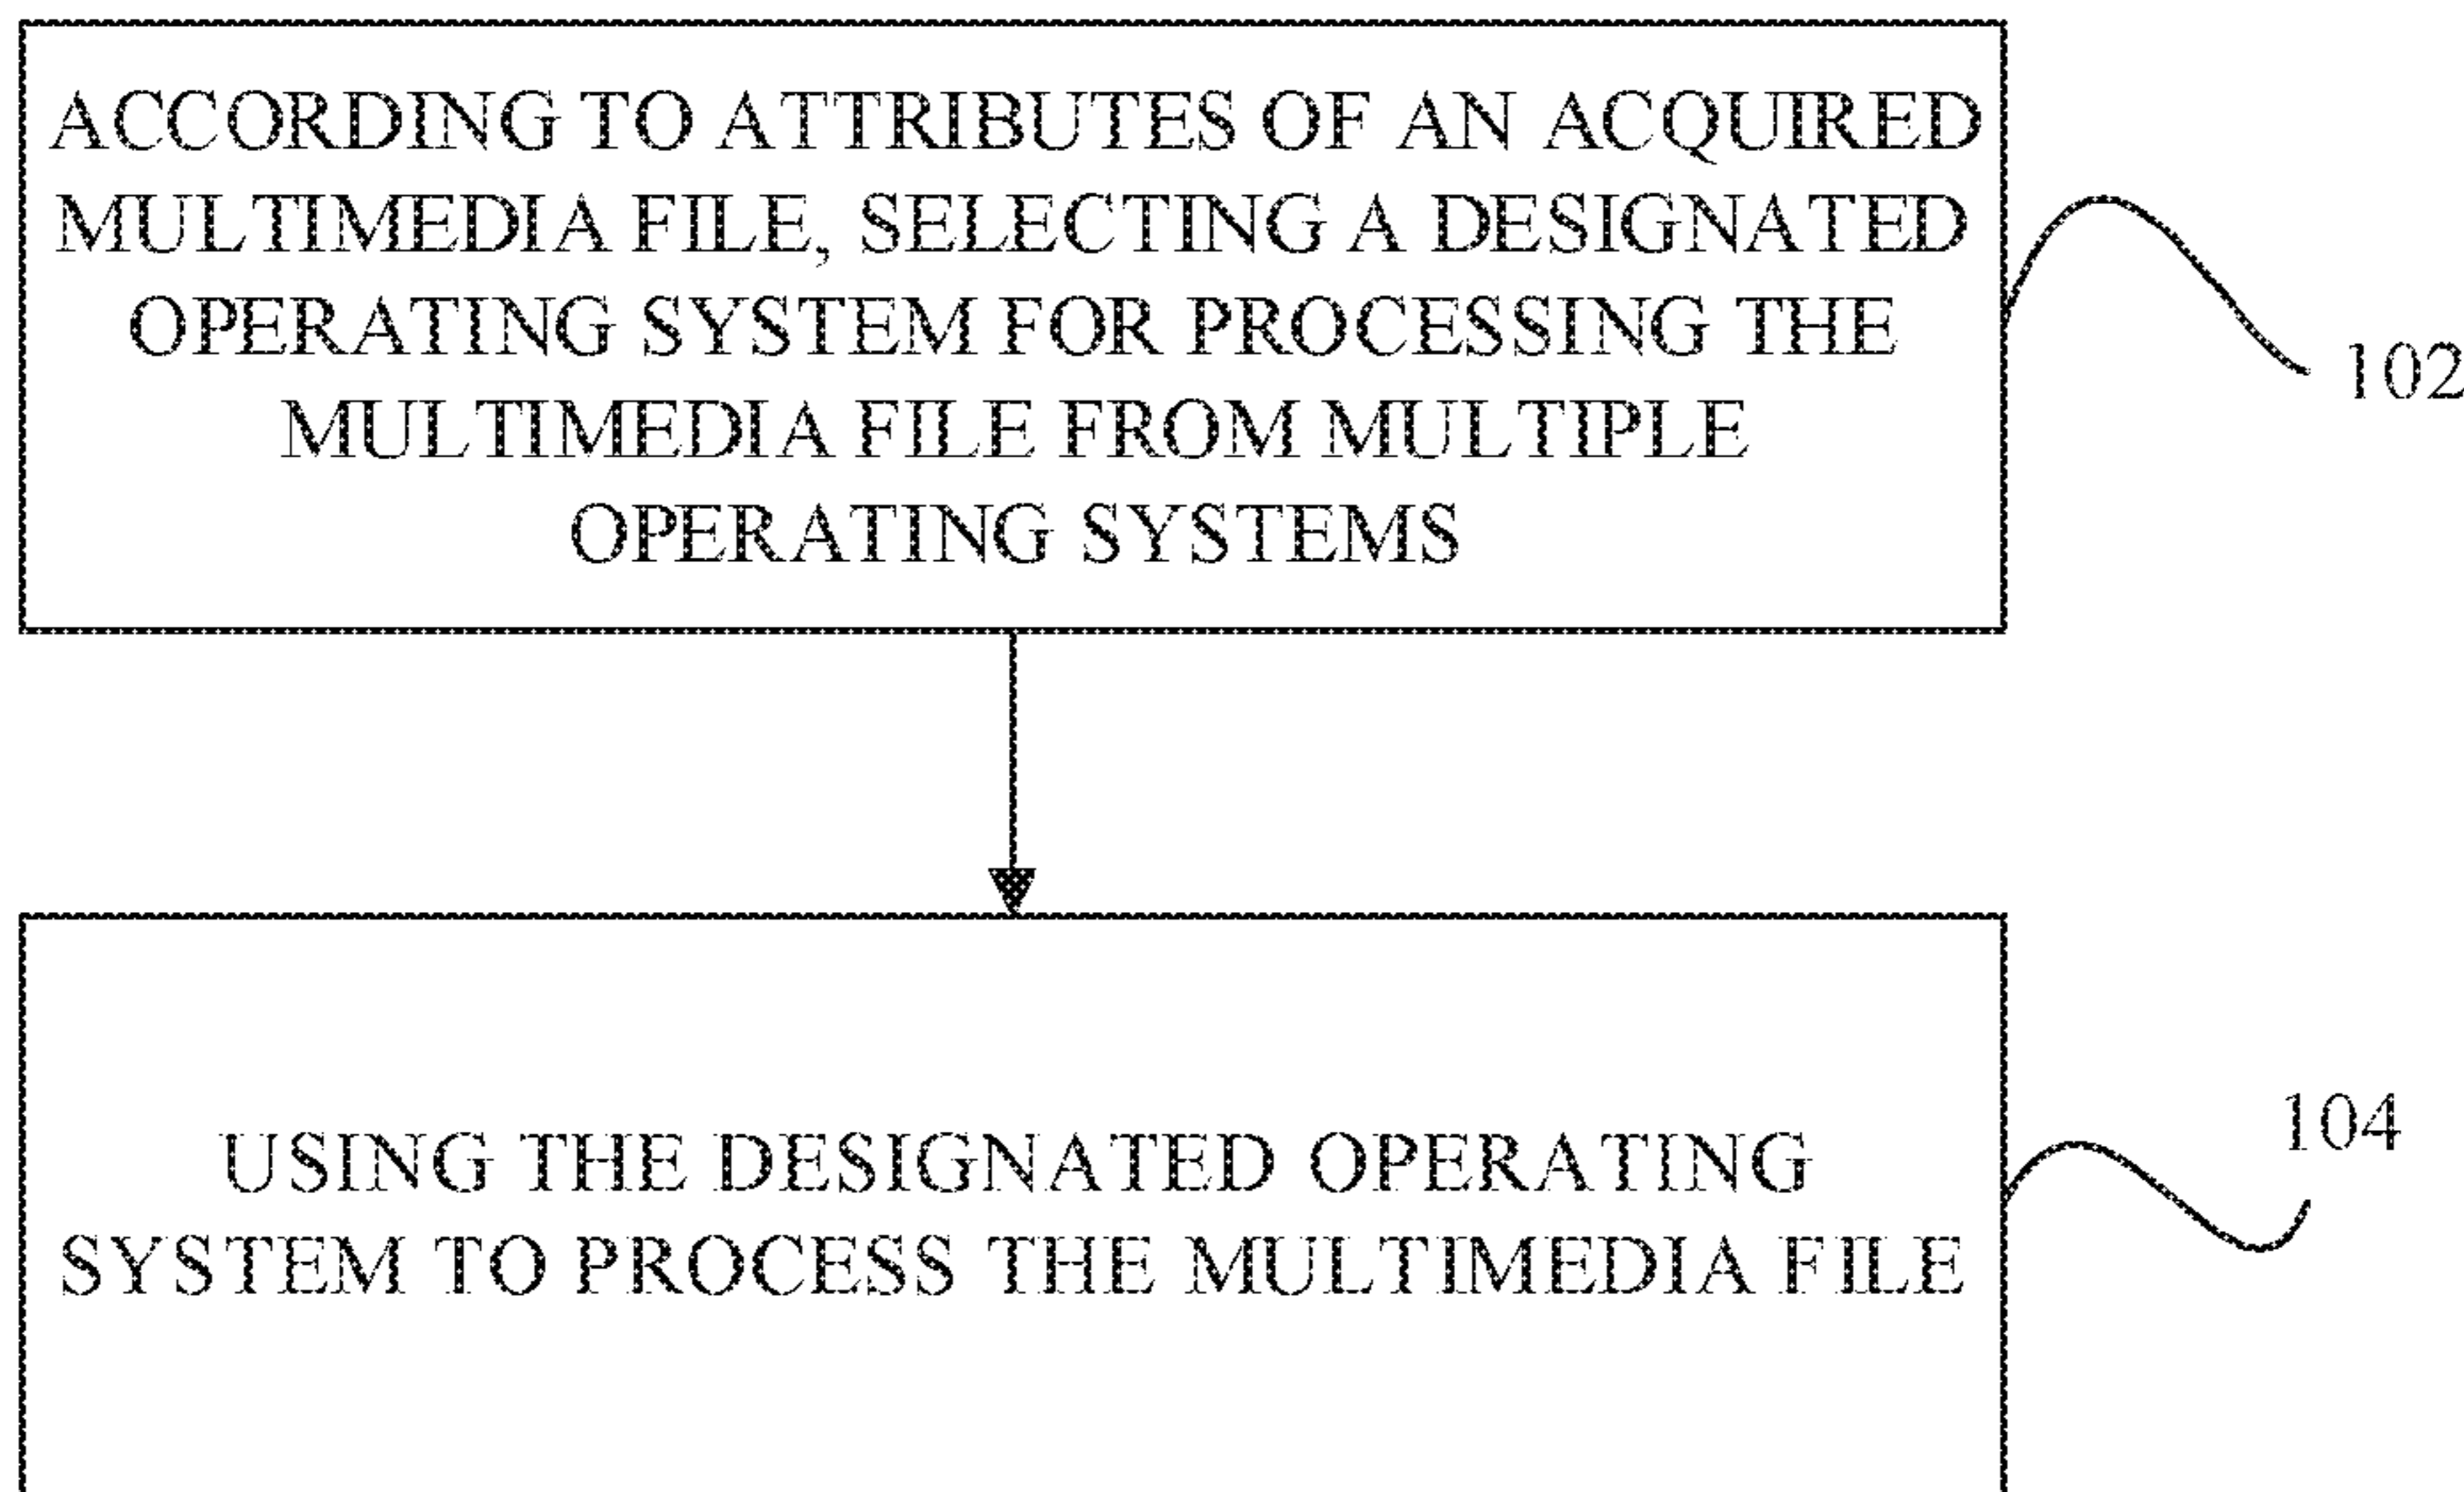 ACCORDING TO ATTRIBUTES OF AN ACQUIRED
MULTIMEDIA FILE, SELECTING A DESIGNATED
OPERATING SYSTEM FOR PROCESSING THE
MULTIMEDIA FILE FROM MULTIPLE
OPERATING SYSTEMS
102
USING THE DESIGNATED OPERATING
SYSTEM TO PROCESS THE MULTIMEDIA FILE
104